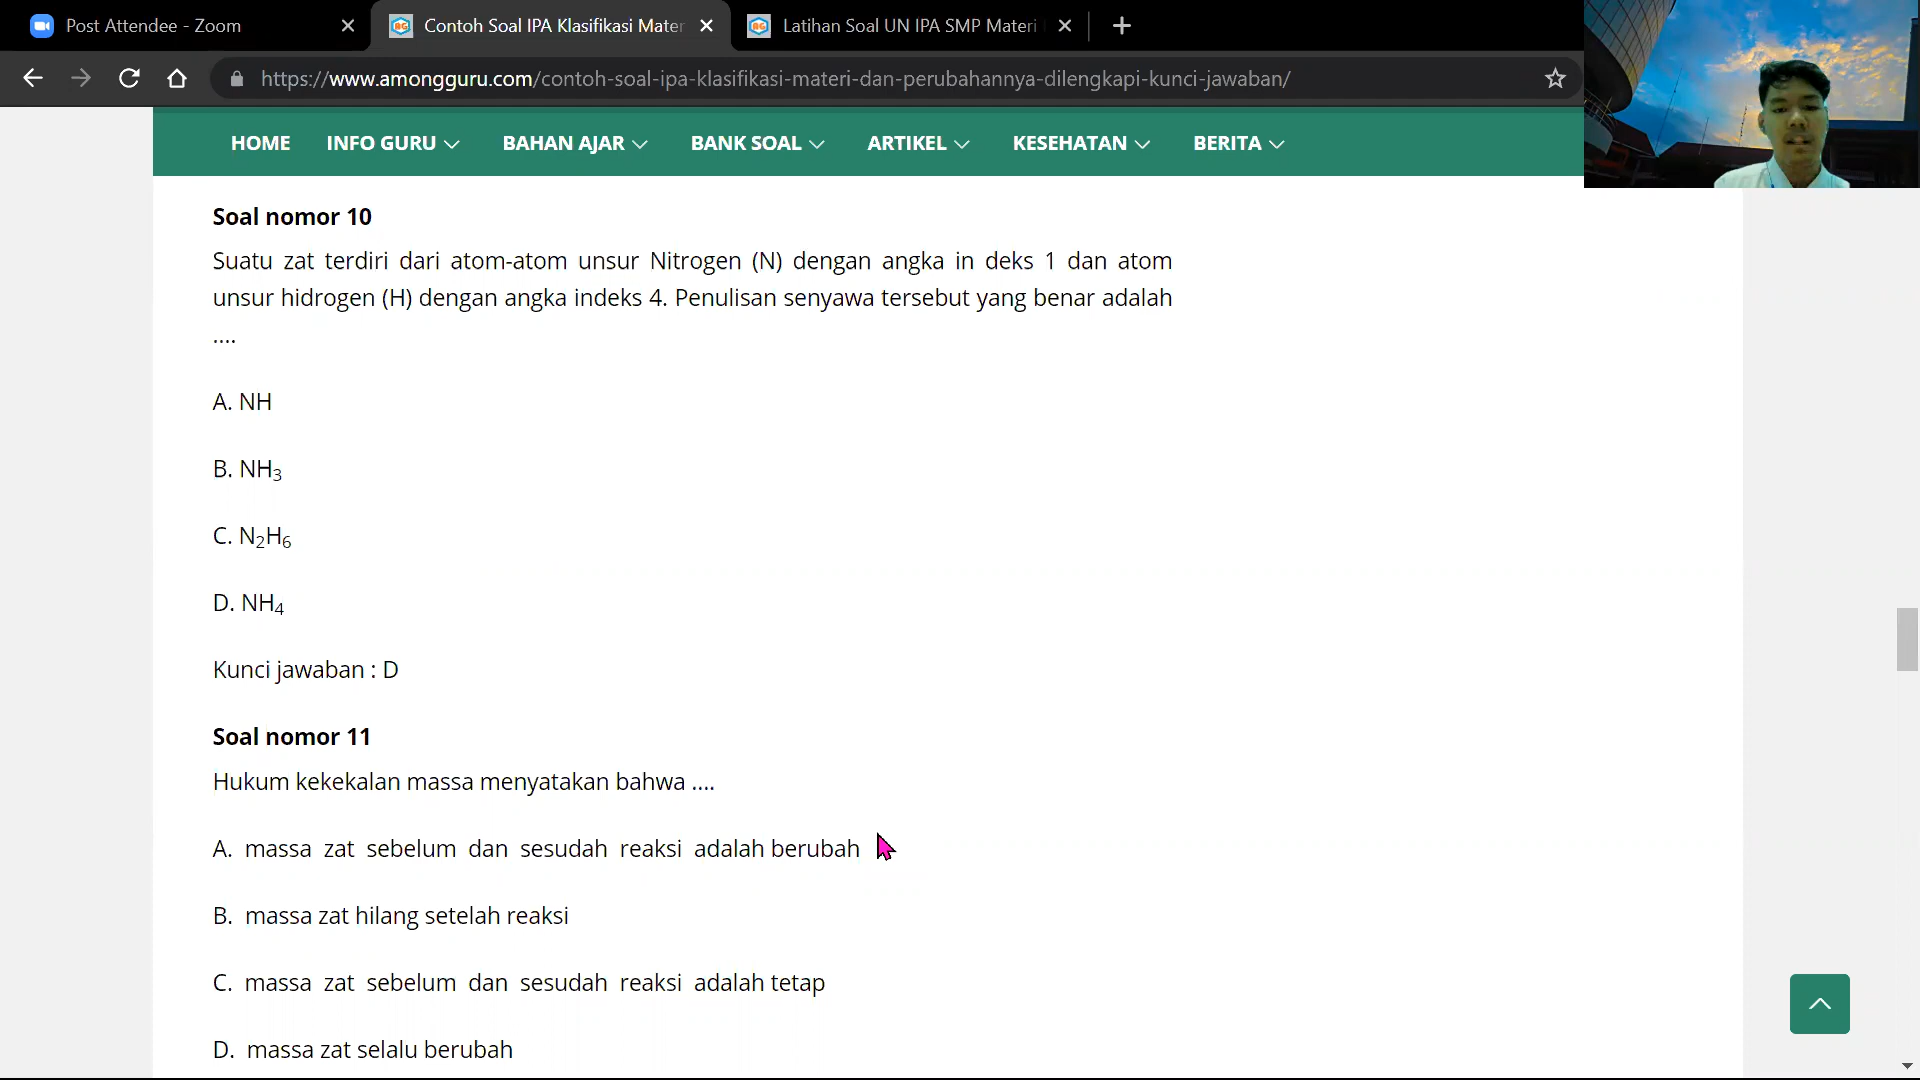 Post Attendee - Zoom
Contoh Soal IPA Klasifikasi Mater
Latihan Soal UN IPA SMP Materi
https://www.amongguru.com/contoh-soal-ipa-klasifikasi-materi-dan-perubahannya-dilengkapi-kunci-jawaban/
HOME INFO GURU BAHAN AJAR BANK SOAL ARTIKEL KESEHATAN BERITA
Soal nomor 10
Suatu zat terdiri dari atom-atom unsur Nitrogen (N) dengan angka in deks 1 dan atom
unsur hidrogen (H) dengan angka indeks 4. Penulisan senyawa tersebut yang benar adalah
....
A. NH
B. NH₃
C. N₂H₆
D. NH₄
Kunci jawaban : D
Soal nomor 11
Hukum kekekalan massa menyatakan bahwa ....
A. massa zat sebelum dan sesudah reaksi adalah berubah
B. massa zat hilang setelah reaksi
C. massa zat sebelum dan sesudah reaksi adalah tetap
D. massa zat selalu berubah